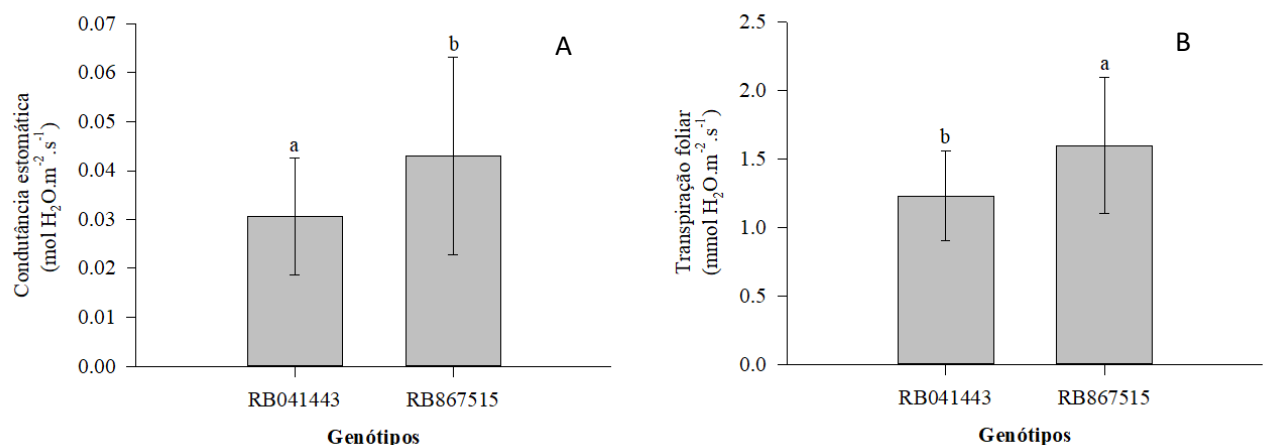 A
Condutância estomática
(mol H₂O.m⁻².s⁻¹)
0.07
0.06
0.05
0.04
0.03
0.02
0.01
0.00
a
b
RB041443
RB867515
Genótipos
B
Transpiração foliar
(mmol H₂O.m⁻².s⁻¹)
2.5
2.0
1.5
1.0
0.5
0.0
b
a
RB041443
RB867515
Genótipos